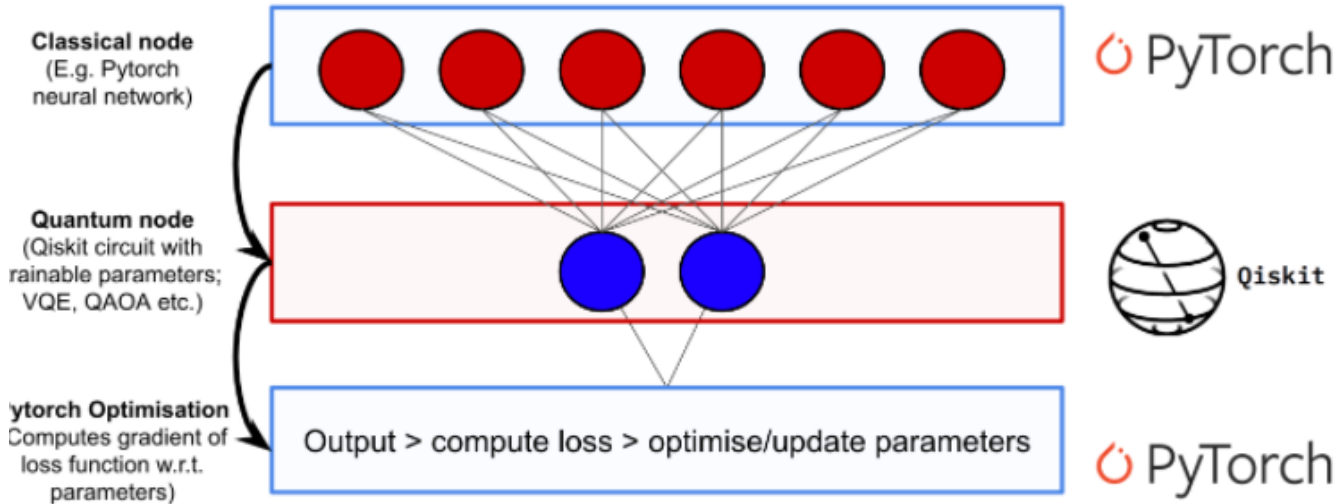 Classical node
(E.g. Pytorch
neural network)
PyTorch
Quantum node
(Qiskit circuit with
rainable parameters;
VQE, QAOA etc.)
Qiskit
ytorch Optimisation
Computes gradient of
loss function w.r.t.
parameters)
Output > compute loss > optimise/update parameters
PyTorch